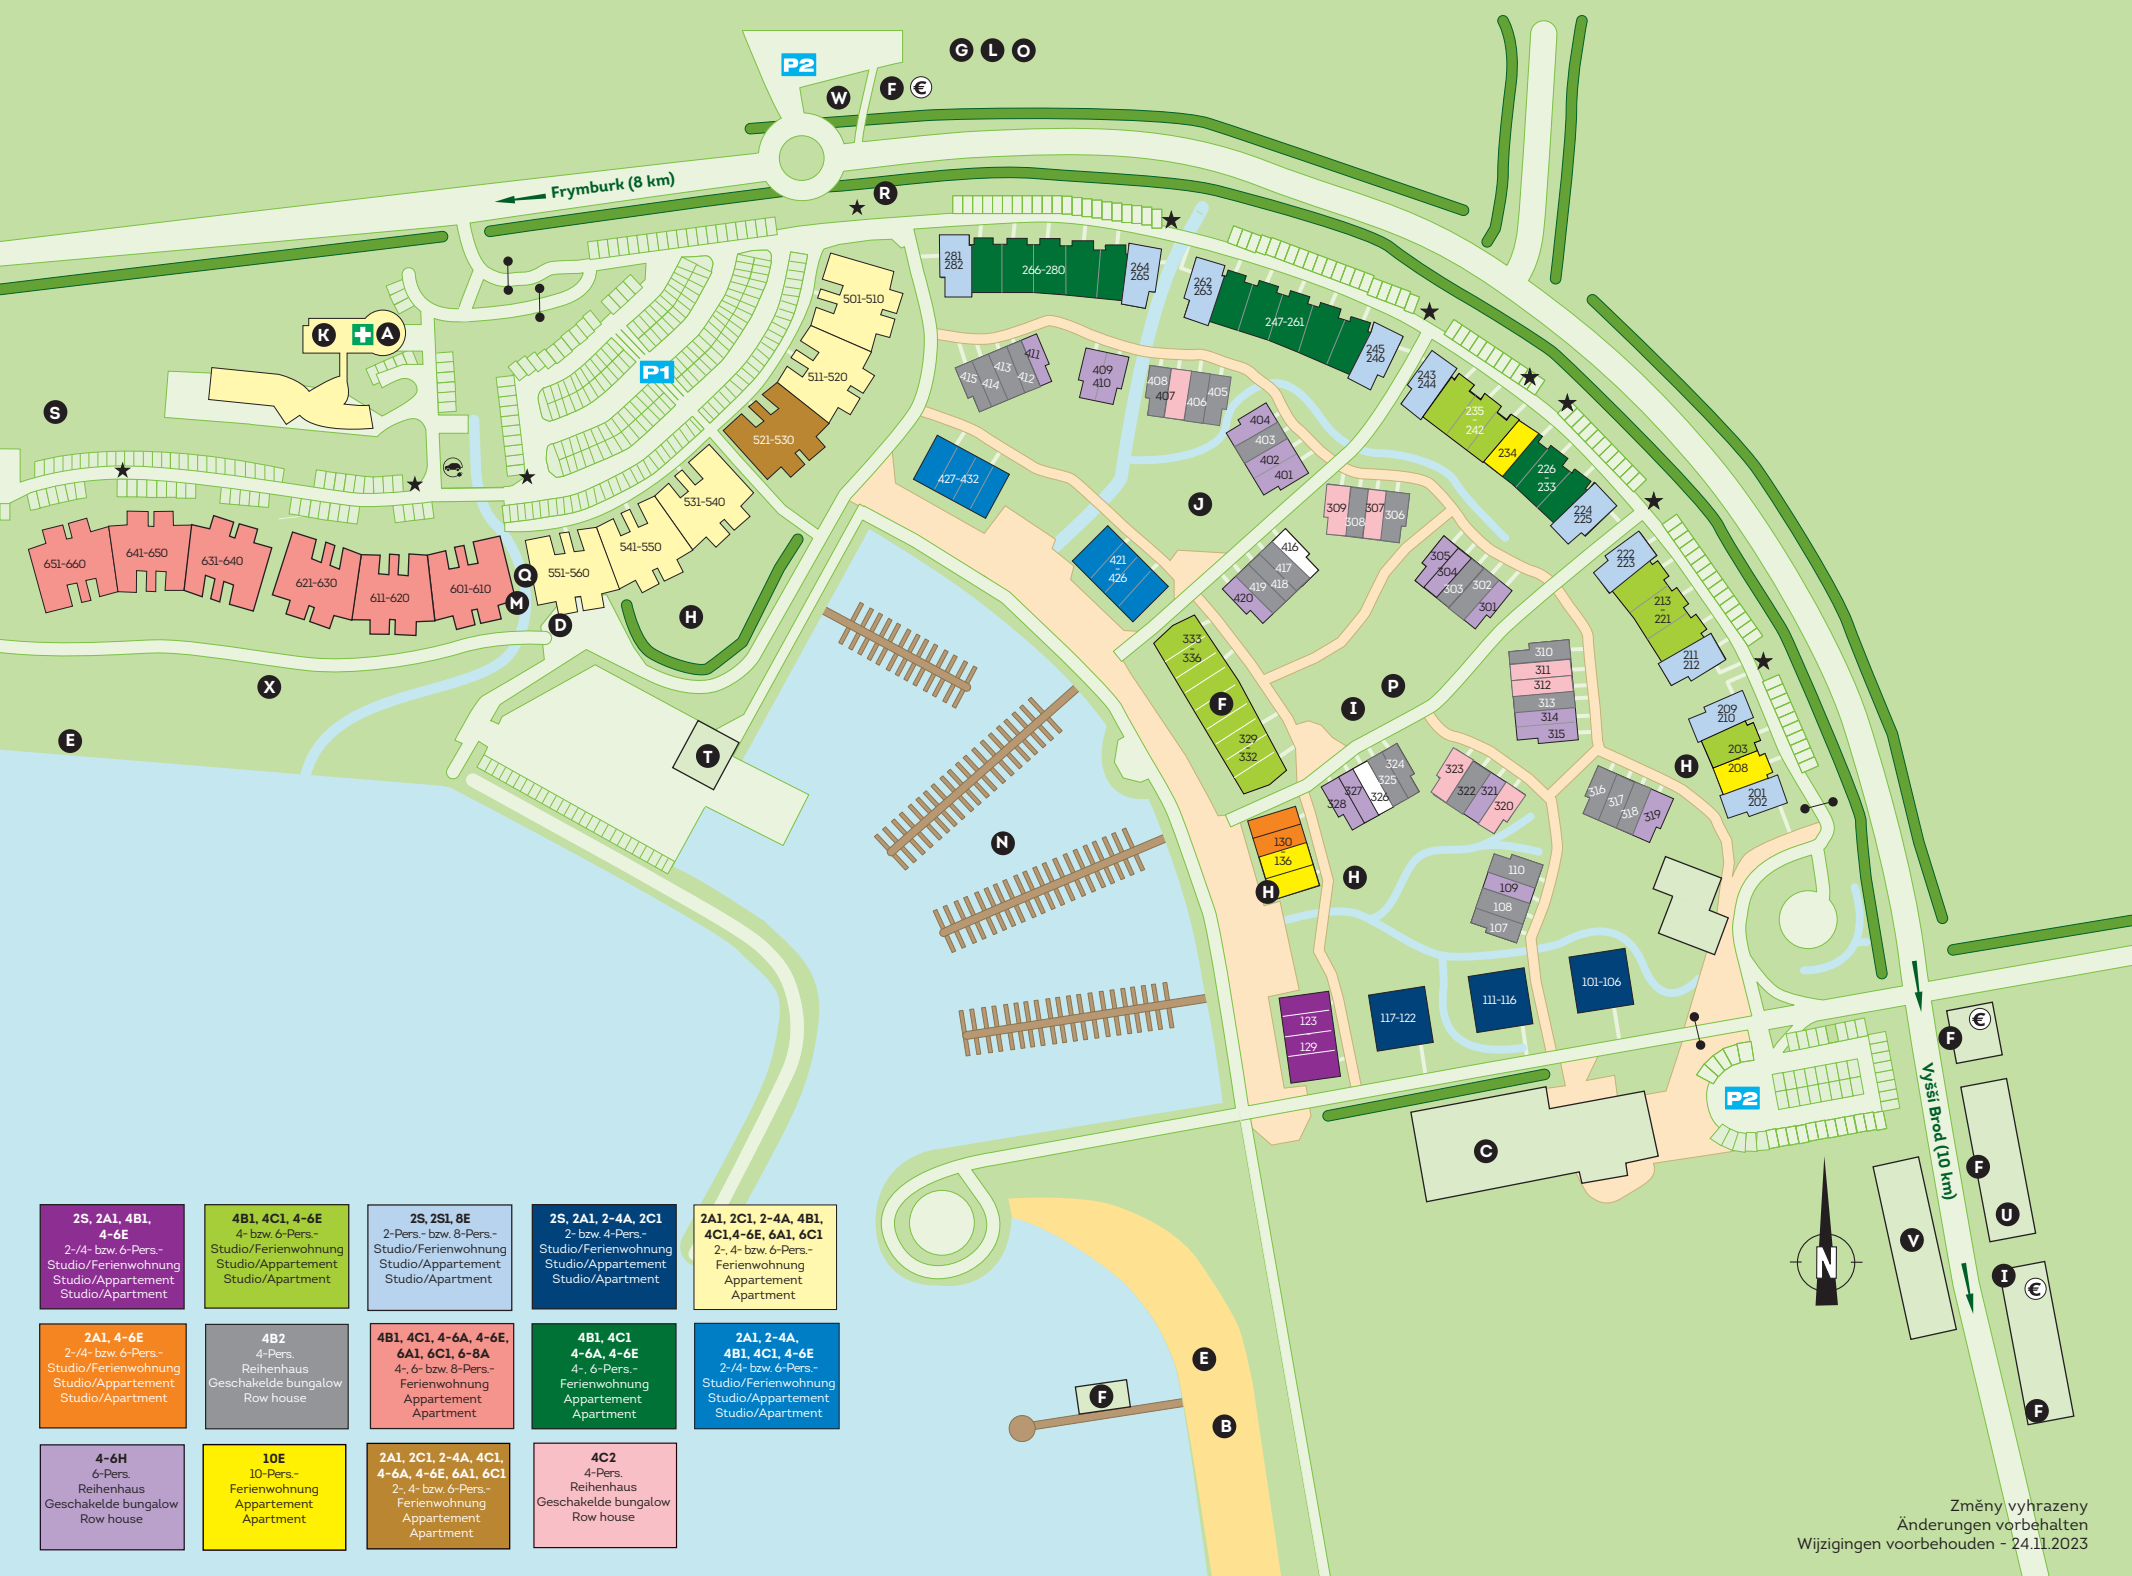 P2
G L O
W
F €
Frymburk (8 km)
R
K A
S
P1
501-510
511-520
521-530
531-540
541-550
551-560
281
282
266-280
264
265
262
263
247-261
245
246
243
244
235
-
242
234
226
-
233
224
225
222
223
213
-
221
211
212
209
210
203
208
201
202
415
414
413
412
411
409
410
408
407
406
405
404
403
402
401
427-432
421
-
426
J
309
308
307
306
416
417
418
419
420
305
304
303
302
301
651-660
641-650
631-640
621-630
611-620
601-610
Q
M
D
H
X
E
T
N
333
-
336
F
329
-
332
I
P
310
311
312
313
314
315
324
325
326
327
328
323
322
321
320
316
317
318
319
H
130
-
136
H
H
110
109
108
107
123
-
129
117-122
111-116
101-106
C
P2
F €
Vyšši Brod (10 km)
F
U
V
I €
F
N
E
B
F
2S, 2A1, 4B1,
4-6E
2-/4- bzw. 6-Pers.-
Studio/Ferienwohnung
Studio/Appartement
Studio/Apartment
4B1, 4C1, 4-6E
4- bzw. 6-Pers.-
Studio/Ferienwohnung
Studio/Appartement
Studio/Apartment
2S, 2S1, 8E
2-Pers.- bzw. 8-Pers.-
Studio/Ferienwohnung
Studio/Appartement
Studio/Apartment
2S, 2A1, 2-4A, 2C1
2- bzw. 4-Pers.-
Studio/Ferienwohnung
Studio/Appartement
Studio/Apartment
2A1, 2C1, 2-4A, 4B1,
4C1,4-6E, 6A1, 6C1
2-, 4- bzw. 6-Pers.-
Ferienwohnung
Appartement
Apartment
2A1, 4-6E
2-/4- bzw. 6-Pers.-
Studio/Ferienwohnung
Studio/Appartement
Studio/Apartment
4B2
4-Pers.
Reihenhaus
Geschakelde bungalow
Row house
4B1, 4C1, 4-6A, 4-6E,
6A1, 6C1, 6-8A
4-, 6- bzw. 8-Pers.-
Ferienwohnung
Appartement
Apartment
4B1, 4C1
4-6A, 4-6E
4-, 6-Pers.-
Ferienwohnung
Appartement
Apartment
2A1, 2-4A,
4B1, 4C1, 4-6E
2-/4- bzw. 6-Pers.-
Studio/Ferienwohnung
Studio/Appartement
Studio/Apartment
4-6H
6-Pers.
Reihenhaus
Geschakelde bungalow
Row house
10E
10-Pers.-
Ferienwohnung
Appartement
Apartment
2A1, 2C1, 2-4A, 4C1,
4-6A, 4-6E, 6A1, 6C1
2-, 4- bzw. 6-Pers.-
Ferienwohnung
Appartement
Apartment
4C2
4-Pers.
Reihenhaus
Geschakelde bungalow
Row house
Změny vyhrazeny
Änderungen vorbehalten
Wijzigingen voorbehouden - 24.11.2023